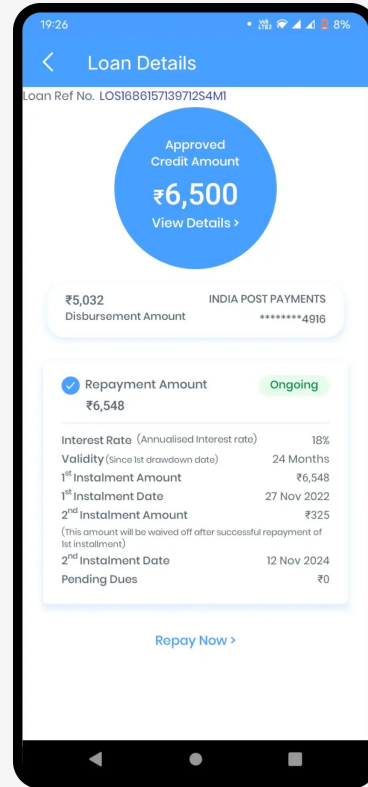 19:26
8%
Loan Details
Loan Ref No. LOS1686157139712S4M1
Approved
Credit Amount
₹6,500
View Details >
₹5,032 INDIA POST PAYMENTS
Disbursement Amount ********4916
Repayment Amount Ongoing
₹6,548
Interest Rate (Annualised Interest rate) 18%
Validity (Since 1st drawdown date) 24 Months
1st Instalment Amount ₹6,548
1st Instalment Date 27 Nov 2022
2nd Instalment Amount ₹325
(This amount will be waived off after successful repayment of
1st installment)
2nd Instalment Date 12 Nov 2024
Pending Dues ₹0
Repay Now >